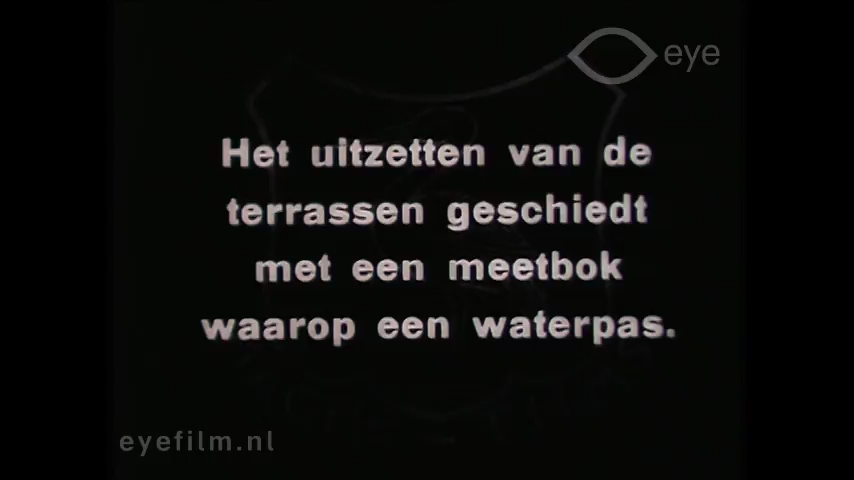 eye
Het uitzetten van de
terrassen geschiedt
met een meetbok
waarop een waterpas.
eyefilm.nl